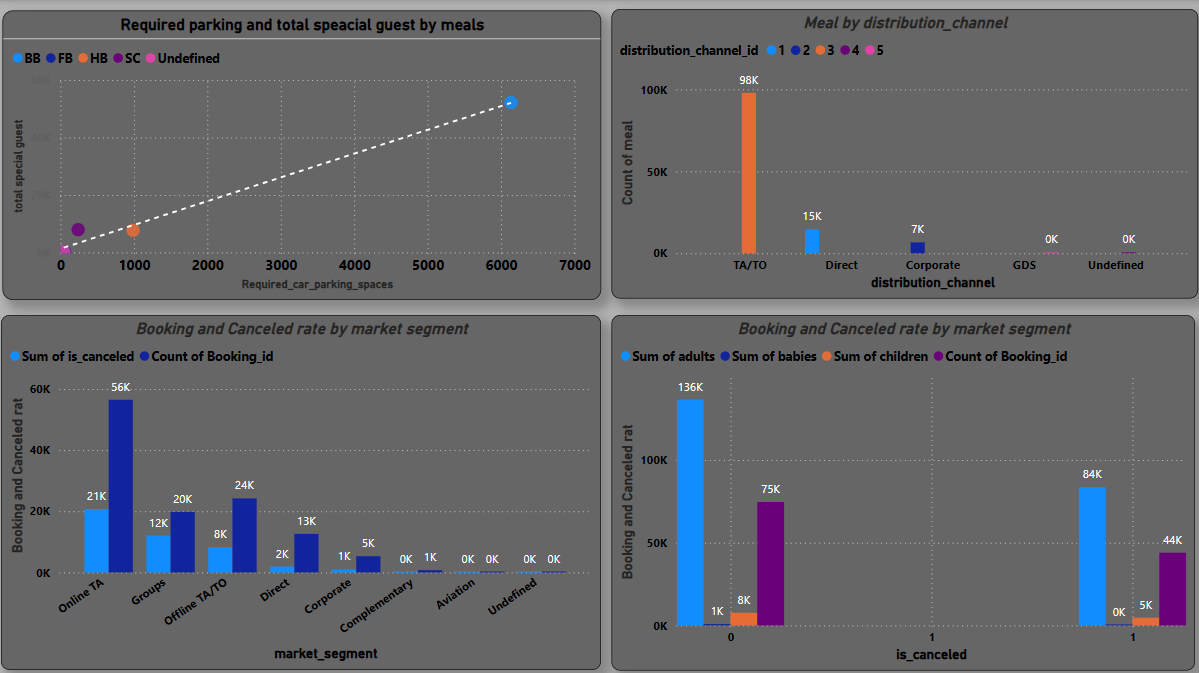 Required parking and total speacial guest by meals
BB FB HB SC Undefined
60K
40K
20K
0K
total special guest
0 1000 2000 3000 4000 5000 6000 7000
Required_car_parking_spaces
Meal by distribution_channel
distribution_channel_id 1 2 3 4 5
100K
50K
0K
Count of meal
98K
15K
7K
0K
0K
TA/TO Direct Corporate GDS Undefined
distribution_channel
Booking and Canceled rate by market segment
Sum of is_canceled Count of Booking_id
60K
40K
20K
0K
Booking and Canceled rat
21K 56K
12K 20K
8K 24K
2K 13K
1K 5K
0K 1K
0K 0K
0K 0K
Online TA
Groups
Offline TA/TO
Direct
Corporate
Complementary
Aviation
Undefined
market_segment
Booking and Canceled rate by market segment
Sum of adults Sum of babies Sum of children Count of Booking_id
100K
50K
0K
Booking and Canceled rat
136K
1K
8K
75K
84K
0K
5K
44K
0 1 1
is_canceled